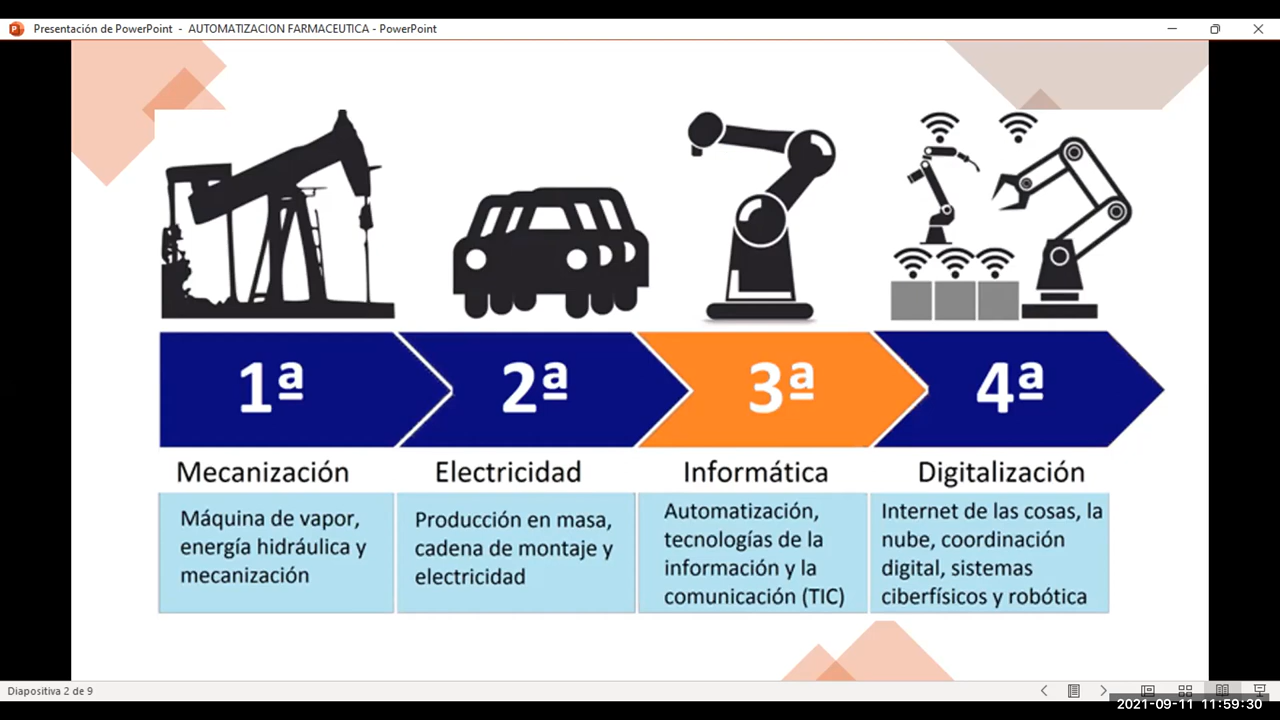 Presentación de PowerPoint - AUTOMATIZACION FARMACEUTICA - PowerPoint
1ª
2ª
3ª
4ª
Mecanización
Máquina de vapor,
energía hidráulica y
mecanización
Electricidad
Producción en masa,
cadena de montaje y
electricidad
Informática
Automatización,
tecnologías de la
información y la
comunicación (TIC)
Digitalización
Internet de las cosas, la
nube, coordinación
digital, sistemas
ciberfísicos y robótica
Diapositiva 2 de 9
2021-09-11 11:59:30